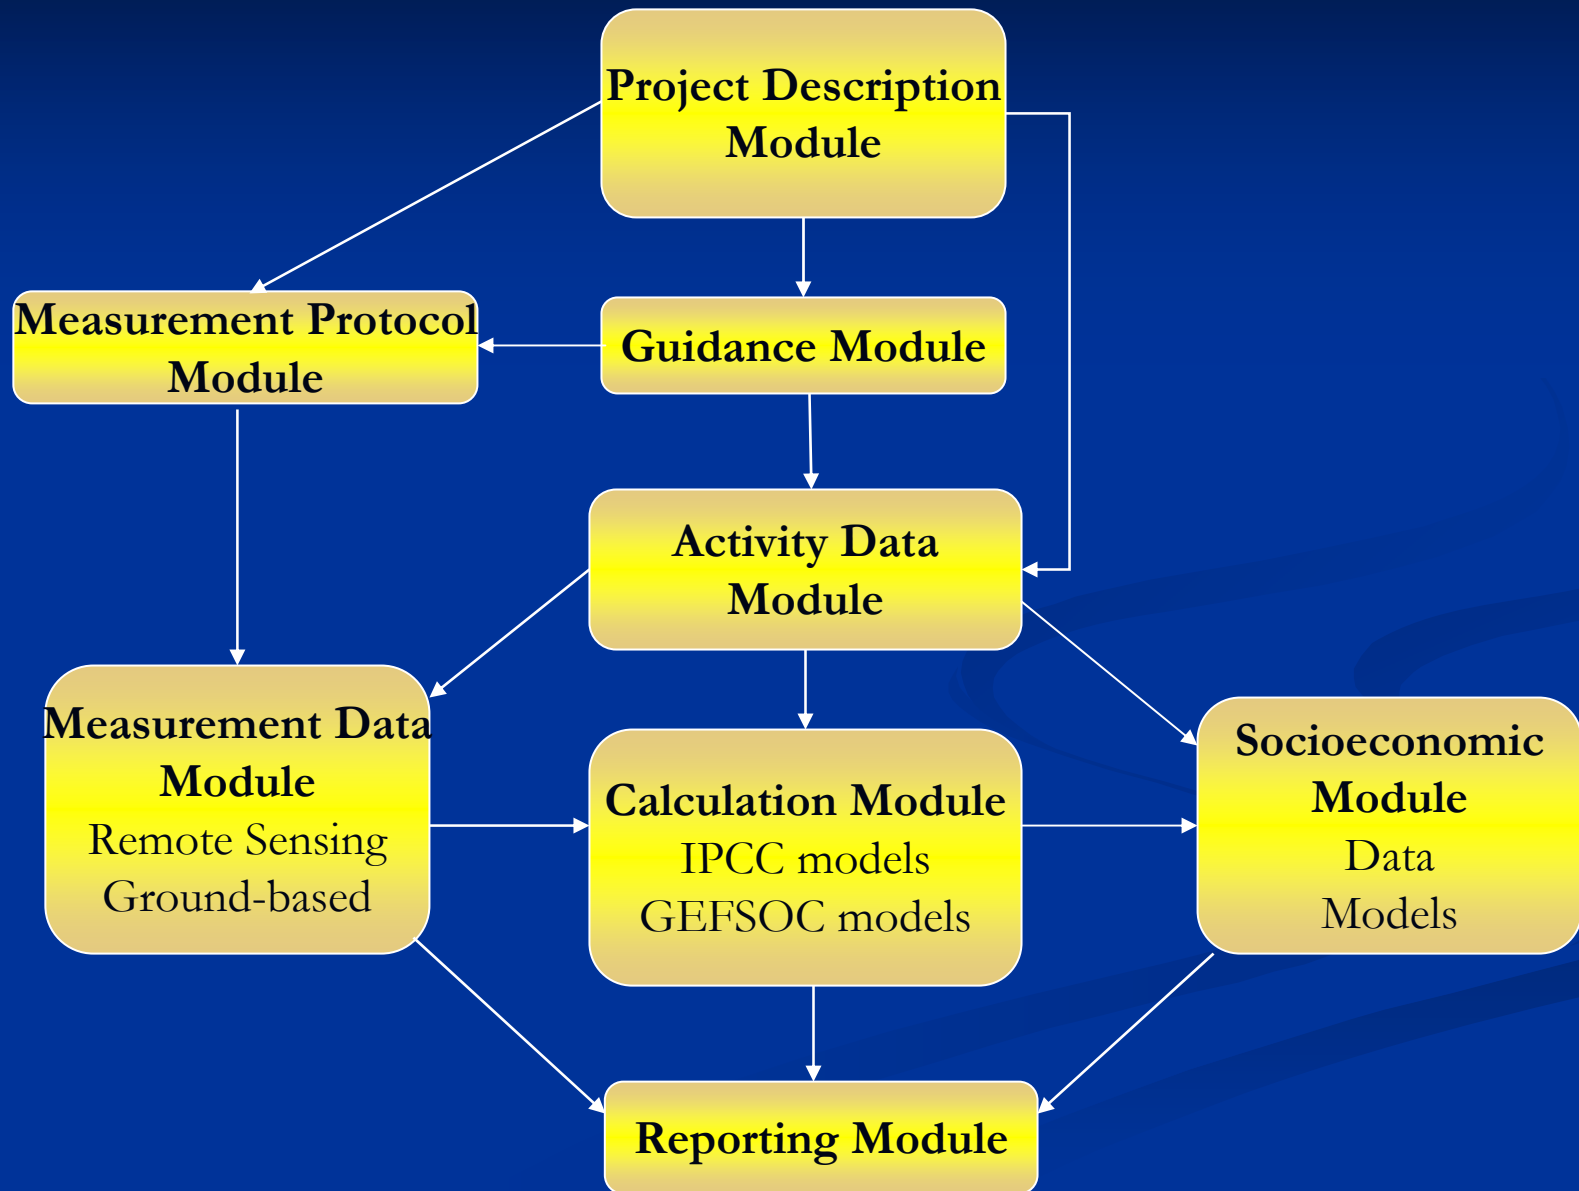 Project Description
Module
Measurement Protocol
Module
Guidance Module
Activity Data
Module
Measurement Data
Module
Remote Sensing
Ground-based
Calculation Module
IPCC models
GEFSOC models
Socioeconomic
Module
Data
Models
Reporting Module